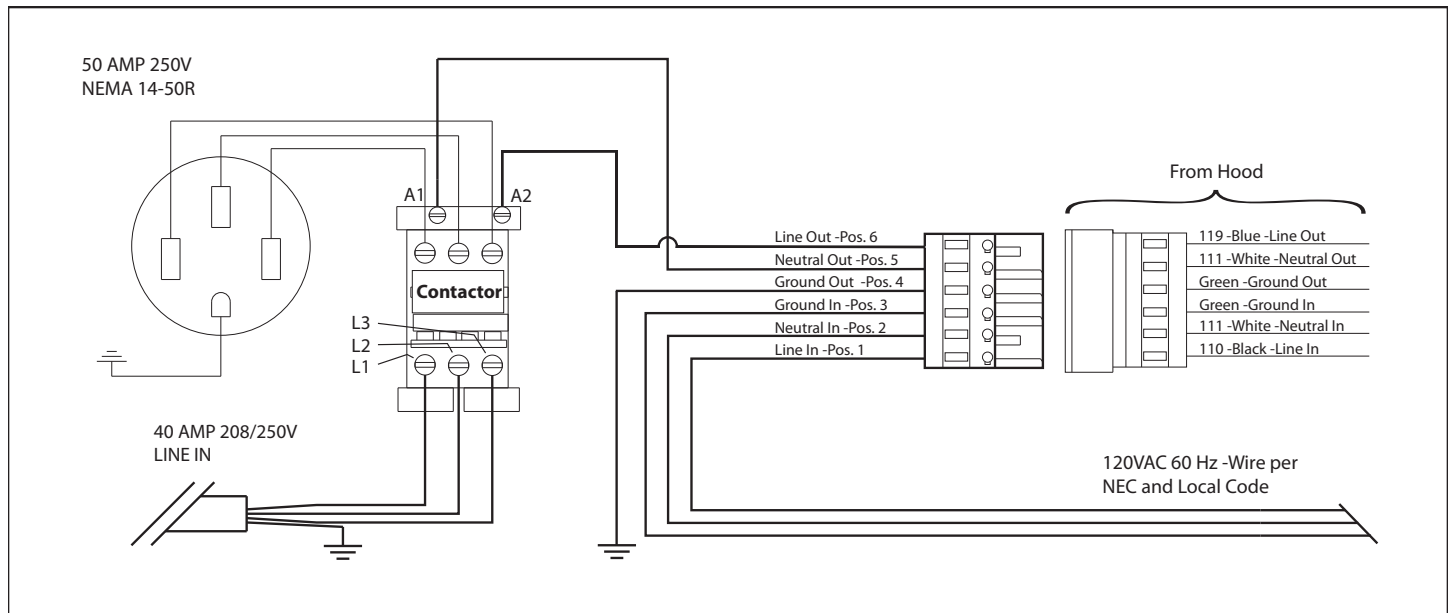 50 AMP 250V
NEMA 14-50R
A1
A2
Contactor
L3
L2
L1
40 AMP 208/250V
LINE IN
Line Out -Pos. 6
Neutral Out -Pos. 5
Ground Out -Pos. 4
Ground In -Pos. 3
Neutral In -Pos. 2
Line In -Pos. 1
From Hood
119 -Blue -Line Out
111 -White -Neutral Out
Green -Ground Out
Green -Ground In
111 -White -Neutral In
110 -Black -Line In
120VAC 60 Hz -Wire per
NEC and Local Code